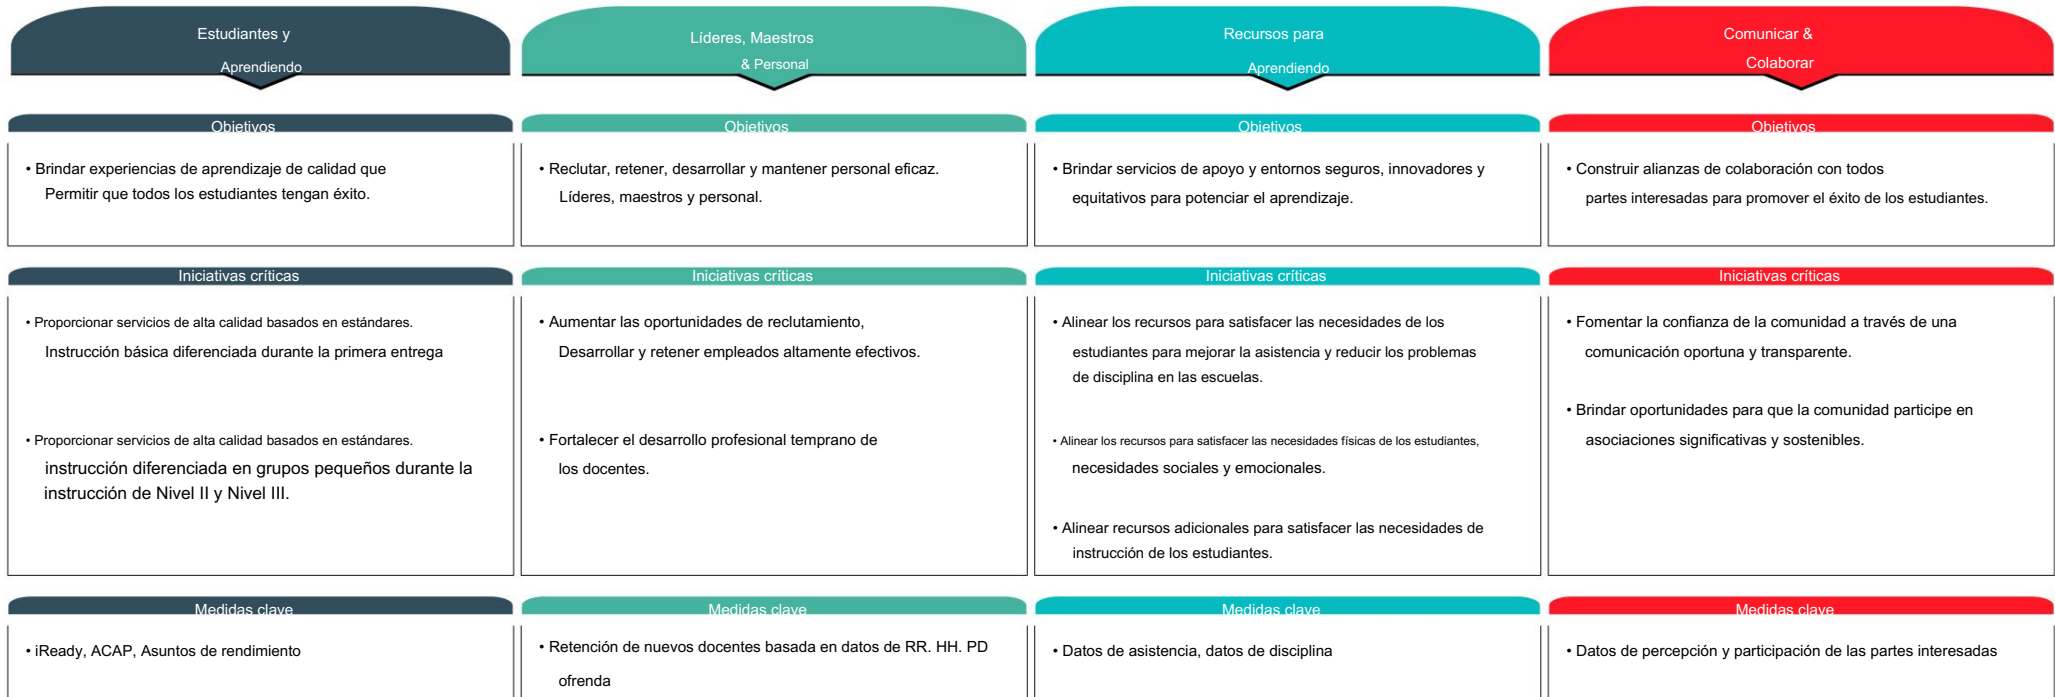 Estudiantes y
Aprendiendo
Objetivos
• Brindar experiencias de aprendizaje de calidad que
Permitir que todos los estudiantes tengan éxito.
Iniciativas críticas
• Proporcionar servicios de alta calidad basados en estándares.
Instrucción básica diferenciada durante la primera entrega
• Proporcionar servicios de alta calidad basados en estándares.
instrucción diferenciada en grupos pequeños durante la
instrucción de Nivel II y Nivel III.
Medidas clave
• iReady, ACAP, Asuntos de rendimiento
Líderes, Maestros
& Personal
Objetivos
• Reclutar, retener, desarrollar y mantener personal eficaz.
Líderes, maestros y personal.
Iniciativas críticas
• Aumentar las oportunidades de reclutamiento,
Desarrollar y retener empleados altamente efectivos.
• Fortalecer el desarrollo profesional temprano de
los docentes.
Medidas clave
• Retención de nuevos docentes basada en datos de RR. HH. PD
ofrenda
Recursos para
Aprendiendo
Objetivos
• Brindar servicios de apoyo y entornos seguros, innovadores y
equitativos para potenciar el aprendizaje.
Iniciativas críticas
• Alinear los recursos para satisfacer las necesidades de los
estudiantes para mejorar la asistencia y reducir los problemas
de disciplina en las escuelas.
• Alinear los recursos para satisfacer las necesidades físicas de los estudiantes,
necesidades sociales y emocionales.
• Alinear recursos adicionales para satisfacer las necesidades de
instrucción de los estudiantes.
Medidas clave
• Datos de asistencia, datos de disciplina
Comunicar &
Colaborar
Objetivos
• Construir alianzas de colaboración con todos
partes interesadas para promover el éxito de los estudiantes.
Iniciativas críticas
• Fomentar la confianza de la comunidad a través de una
comunicación oportuna y transparente.
• Brindar oportunidades para que la comunidad participe en
asociaciones significativas y sostenibles.
Medidas clave
• Datos de percepción y participación de las partes interesadas